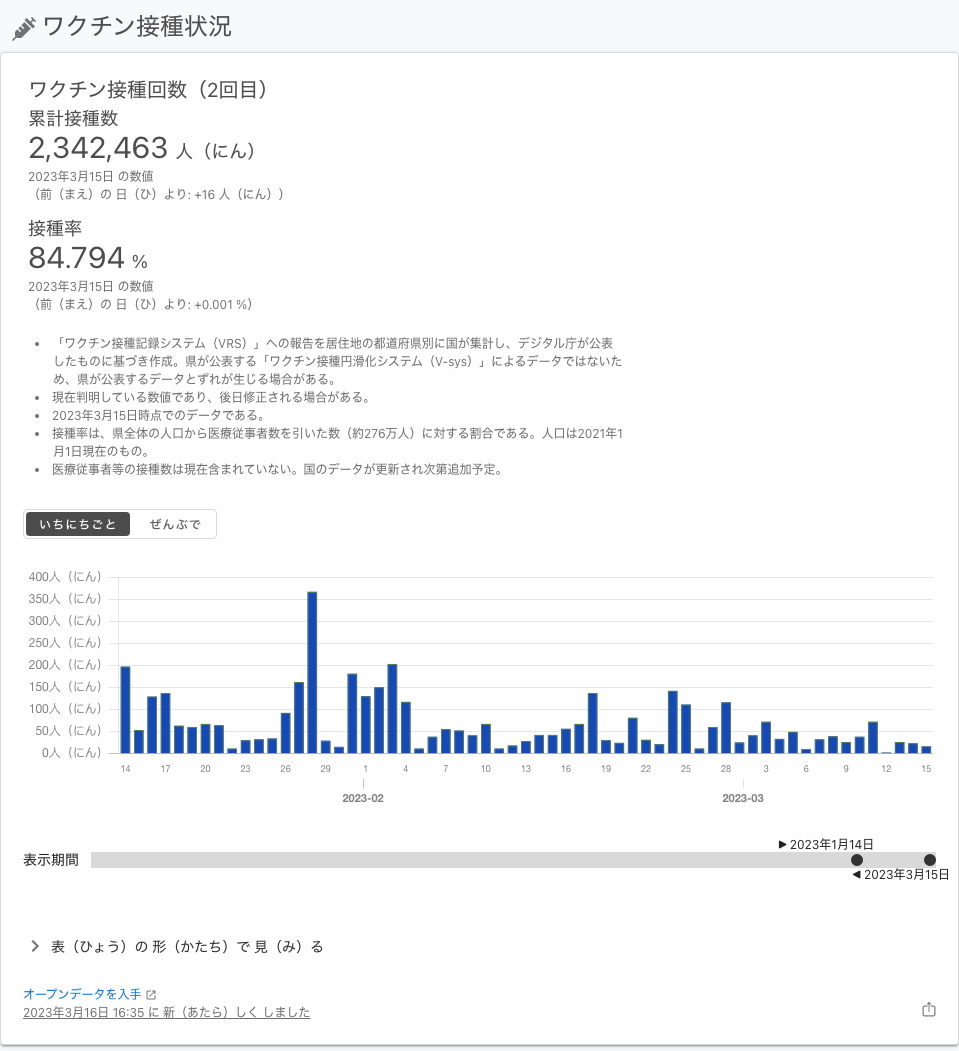 ワクチン接種状況
ワクチン接種回数（2回目）
累計接種数
2,342,463 人（にん）
2023年3月15日 の数値
（前（まえ）の 日（ひ）より: +16 人（にん））
接種率
84.794 %
2023年3月15日 の数値
（前（まえ）の 日（ひ）より: +0.001 %）
• 「ワクチン接種記録システム（VRS）」への報告を居住地の都道府県別に国が集計し、デジタル庁が公表
したものに基づき作成。県が公表する「ワクチン接種円滑化システム（V-sys）」によるデータではないた
め、県が公表するデータとずれが生じる場合がある。
• 現在判明している数値であり、後日修正される場合がある。
• 2023年3月15日時点でのデータである。
• 接種率は、県全体の人口から医療従事者数を引いた数（約276万人）に対する割合である。人口は2021年1
月1日現在のもの。
• 医療従事者等の接種数は現在含まれていない。国のデータが更新され次第追加予定。
いちにちごと ぜんぶで
400人（にん）
350人（にん）
300人（にん）
250人（にん）
200人（にん）
150人（にん）
100人（にん）
50人（にん）
0人（にん）
14 17 20 23 26 29 1 4 7 10 13 16 19 22 25 28 3 6 9 12 15
2023-02 2023-03
▶ 2023年1月14日
表示期間
◀ 2023年3月15日
表（ひょう）の 形（かたち）で 見（み）る
オープンデータを入手
2023年3月16日 16:35 に 新（あたら）しく しました